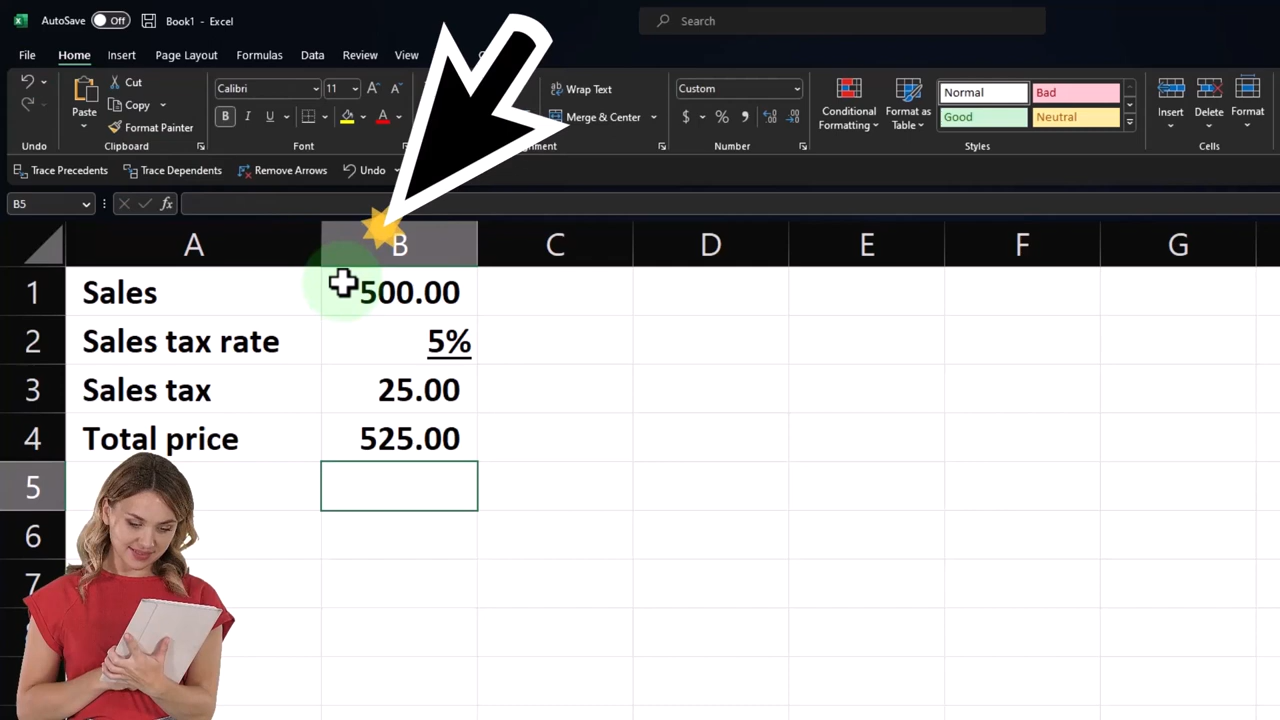 AutoSave Off Book1 - Excel Search
File Home Insert Page Layout Formulas Data Review View
Cut Calibri 11 Wrap Text Custom Normal Bad
Paste Copy Merge & Center $ % Conditional Formatting Format as Table Good Neutral Insert Delete Format
Format Painter B I U A
Undo Clipboard Font Number Styles Cells
Trace Precedents Trace Dependents Remove Arrows Undo
B5 fx
A B C D E F G
1 Sales 500.00
2 Sales tax rate 5%
3 Sales tax 25.00
4 Total price 525.00
5
6
7